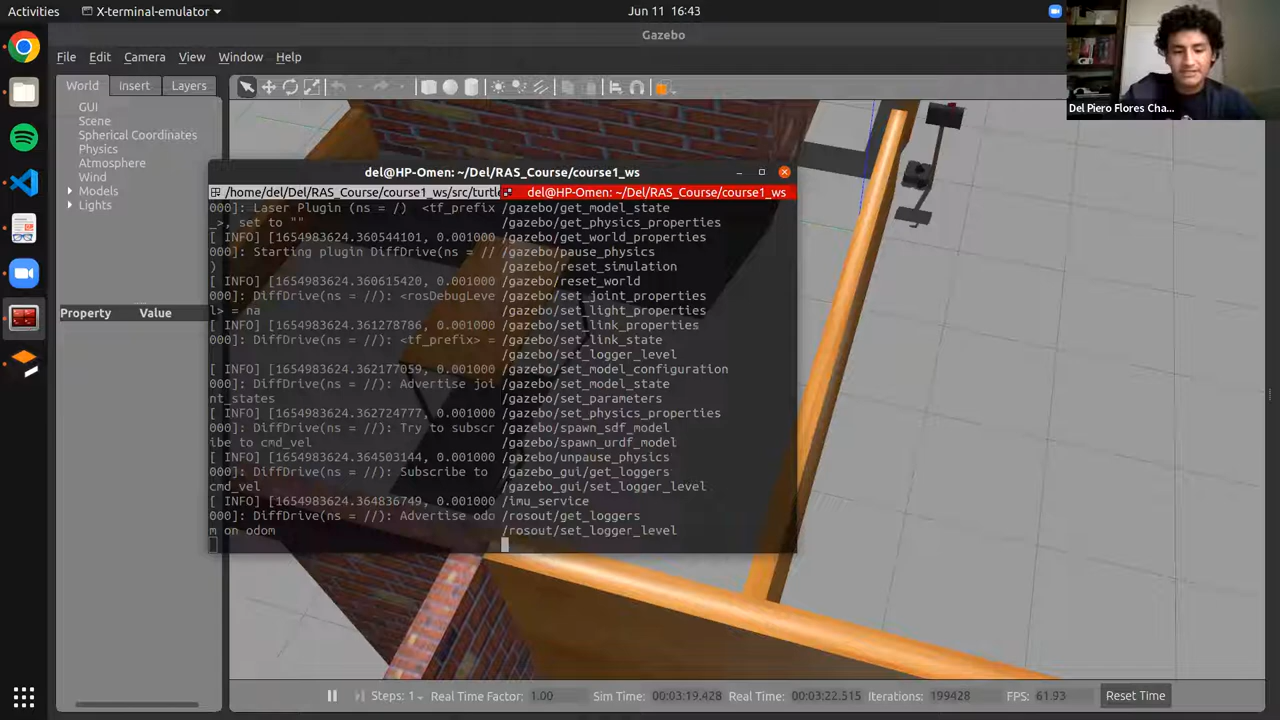 Activities
X-terminal-emulator
Jun 11 16:43
Gazebo
File Edit Camera View Window Help
World Insert Layers
GUI
Scene
Spherical Coordinates
Physics
Atmosphere
Wind
Models
Lights
Property Value
Del Piero Flores Cha...
del@HP-Omen: ~/Del/RAS_Course/course1_ws
/home/del/Del/RAS_Course/course1_ws/src/turtle
000]: Laser Plugin (ns = /) <tf_prefix
_>, set to ""
[ INFO] [1654983624.360544101, 0.001000
000]: Starting plugin DiffDrive(ns = //
)
[ INFO] [1654983624.360615420, 0.001000
000]: DiffDrive(ns = //): <rosDebugLeve
l> = na
[ INFO] [1654983624.361278786, 0.001000
000]: DiffDrive(ns = //): <tf_prefix> =
[ INFO] [1654983624.362177059, 0.001000
000]: DiffDrive(ns = //): Advertise joi
nt_states
[ INFO] [1654983624.362724777, 0.001000
000]: DiffDrive(ns = //): Try to subscr
ibe to cmd_vel
[ INFO] [1654983624.364503144, 0.001000
000]: DiffDrive(ns = //): Subscribe to
cmd_vel
[ INFO] [1654983624.364836749, 0.001000
000]: DiffDrive(ns = //): Advertise odo
m on odom
del@HP-Omen: ~/Del/RAS_Course/course1_ws
/gazebo/get_model_state
/gazebo/get_physics_properties
/gazebo/get_world_properties
/gazebo/pause_physics
/gazebo/reset_simulation
/gazebo/reset_world
/gazebo/set_joint_properties
/gazebo/set_light_properties
/gazebo/set_link_properties
/gazebo/set_link_state
/gazebo/set_logger_level
/gazebo/set_model_configuration
/gazebo/set_model_state
/gazebo/set_parameters
/gazebo/set_physics_properties
/gazebo/spawn_sdf_model
/gazebo/spawn_urdf_model
/gazebo/unpause_physics
/gazebo_gui/get_loggers
/gazebo_gui/set_logger_level
/imu_service
/rosout/get_loggers
/rosout/set_logger_level
Steps: 1 Real Time Factor: 1.00 Sim Time: 00:03:19.428 Real Time: 00:03:22.515 Iterations: 199428 FPS: 61.93 Reset Time